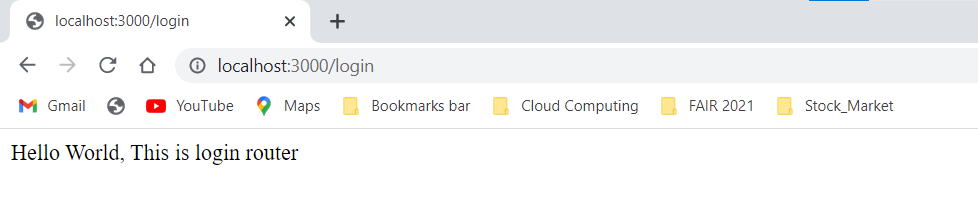 localhost:3000/login
localhost:3000/login
Gmail YouTube Maps Bookmarks bar Cloud Computing FAIR 2021 Stock_Market
Hello World, This is login router